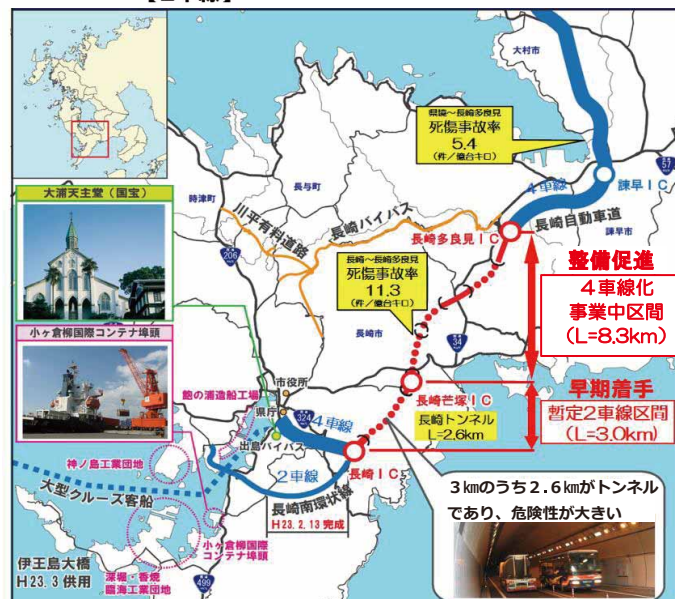 大村市
県境～長崎多良見
死傷事故率
5.4
（件／億台キロ）
57
4車線
諫早ＩＣ
長崎自動車道
諫早市
大浦天主堂（国宝）
時津町
長与町
川平有料道路
長崎バイパス
206
長崎多良見ＩＣ
長崎～長崎多良見
死傷事故率
11.3
（件／億台キロ）
整備促進
４車線化
事業中区間
（L=8.3km）
長崎市
34
小ヶ倉柳国際コンテナ埠頭
市役所
飽の浦造船工場
県庁
324
4車線
出島バイパス
長崎芒塚ＩＣ
長崎トンネル
L=2.6km
早期着手
暫定２車線区間
（L=3.0km）
神ノ島工業団地
大型クルーズ客船
２車線
長崎ＩＣ
長崎南環状線
H23.2.13 完成
３㎞のうち２.６㎞がトンネル
であり、危険性が大きい
伊王島大橋
H23.3 供用
小ヶ倉柳国際
コンテナ埠頭
深堀・香焼
臨海工業団地
499